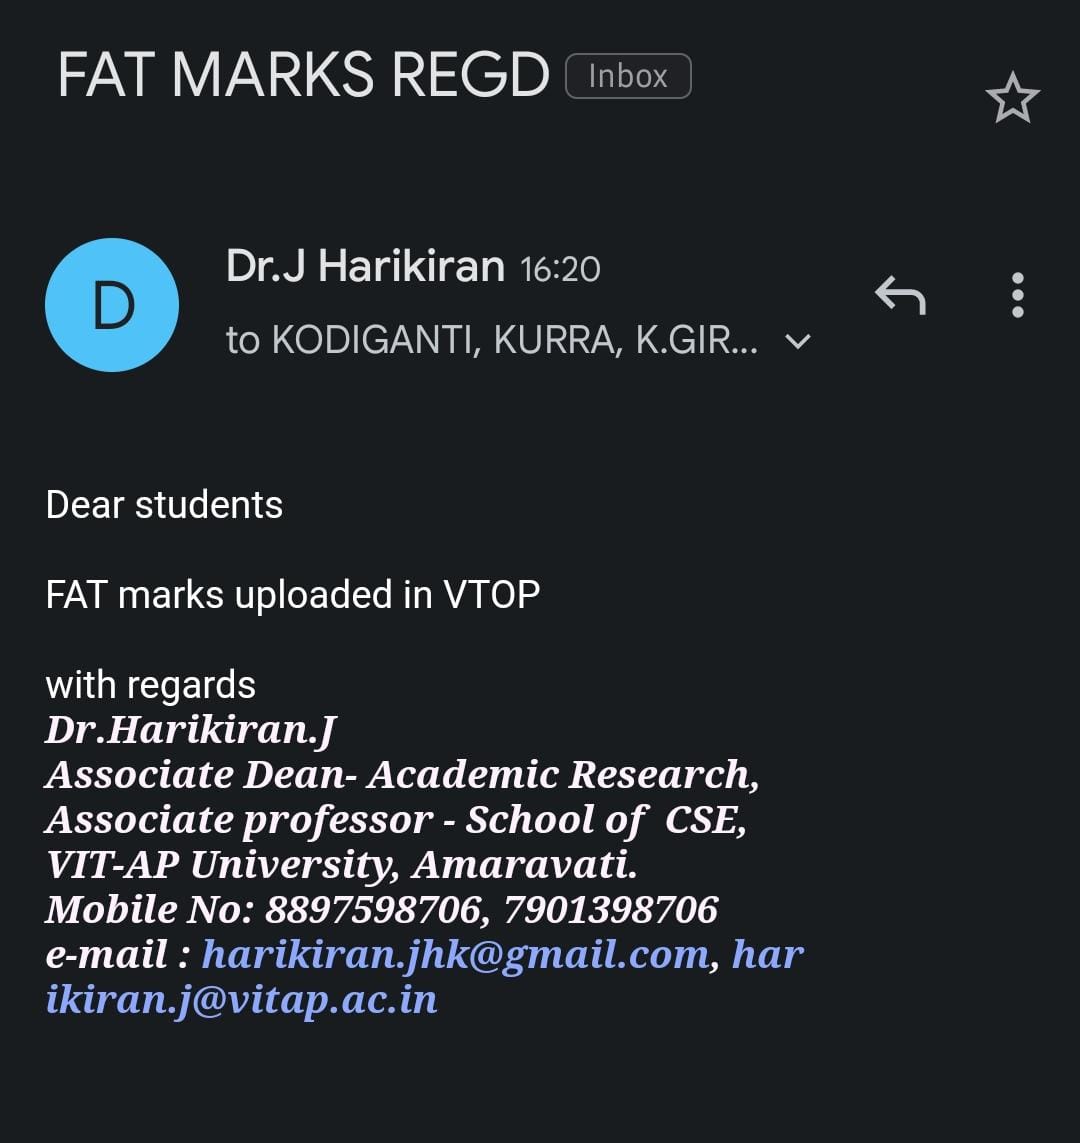 FAT MARKS REGD Inbox
D
Dr.J Harikiran 16:20
to KODIGANTI, KURRA, K.GIR...
Dear students
FAT marks uploaded in VTOP
with regards
Dr.Harikiran.J
Associate Dean- Academic Research,
Associate professor - School of CSE,
VIT-AP University, Amaravati.
Mobile No: 8897598706, 7901398706
e-mail : harikiran.jhk@gmail.com, har
ikiran.j@vitap.ac.in